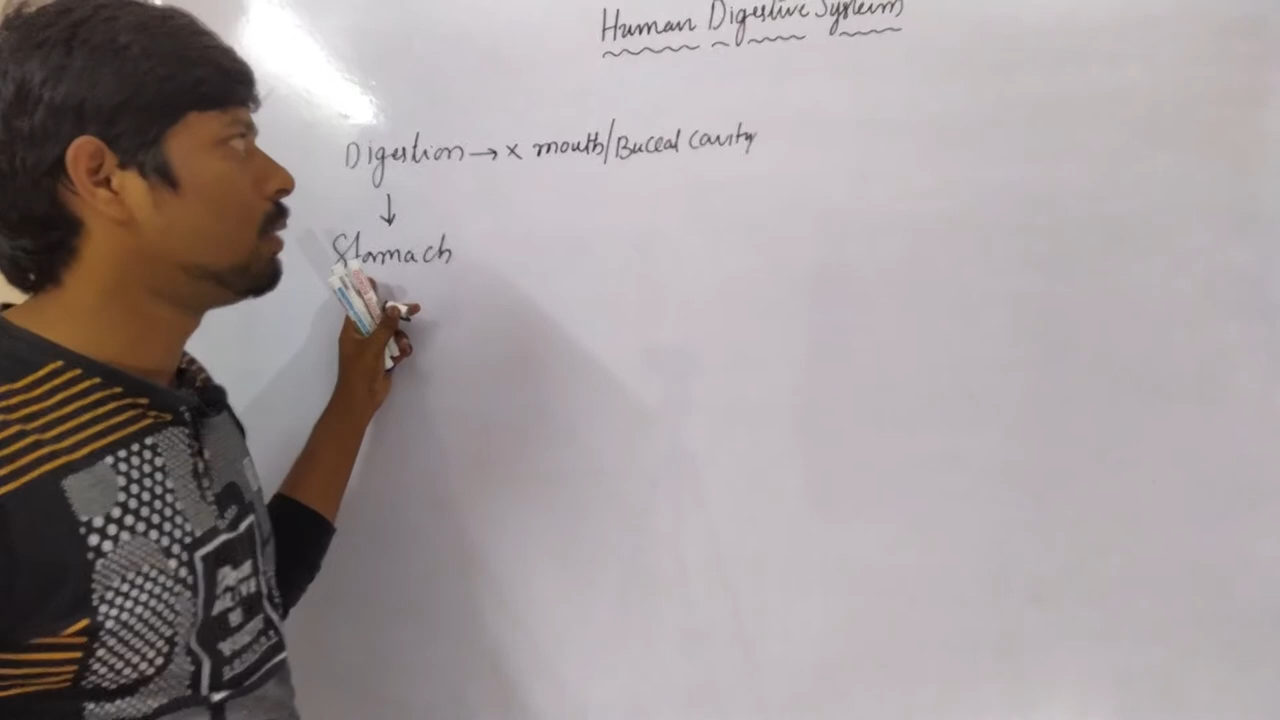 Human Digestive System
Digestion → × mouth/Buccal cavity
↓
Stomach